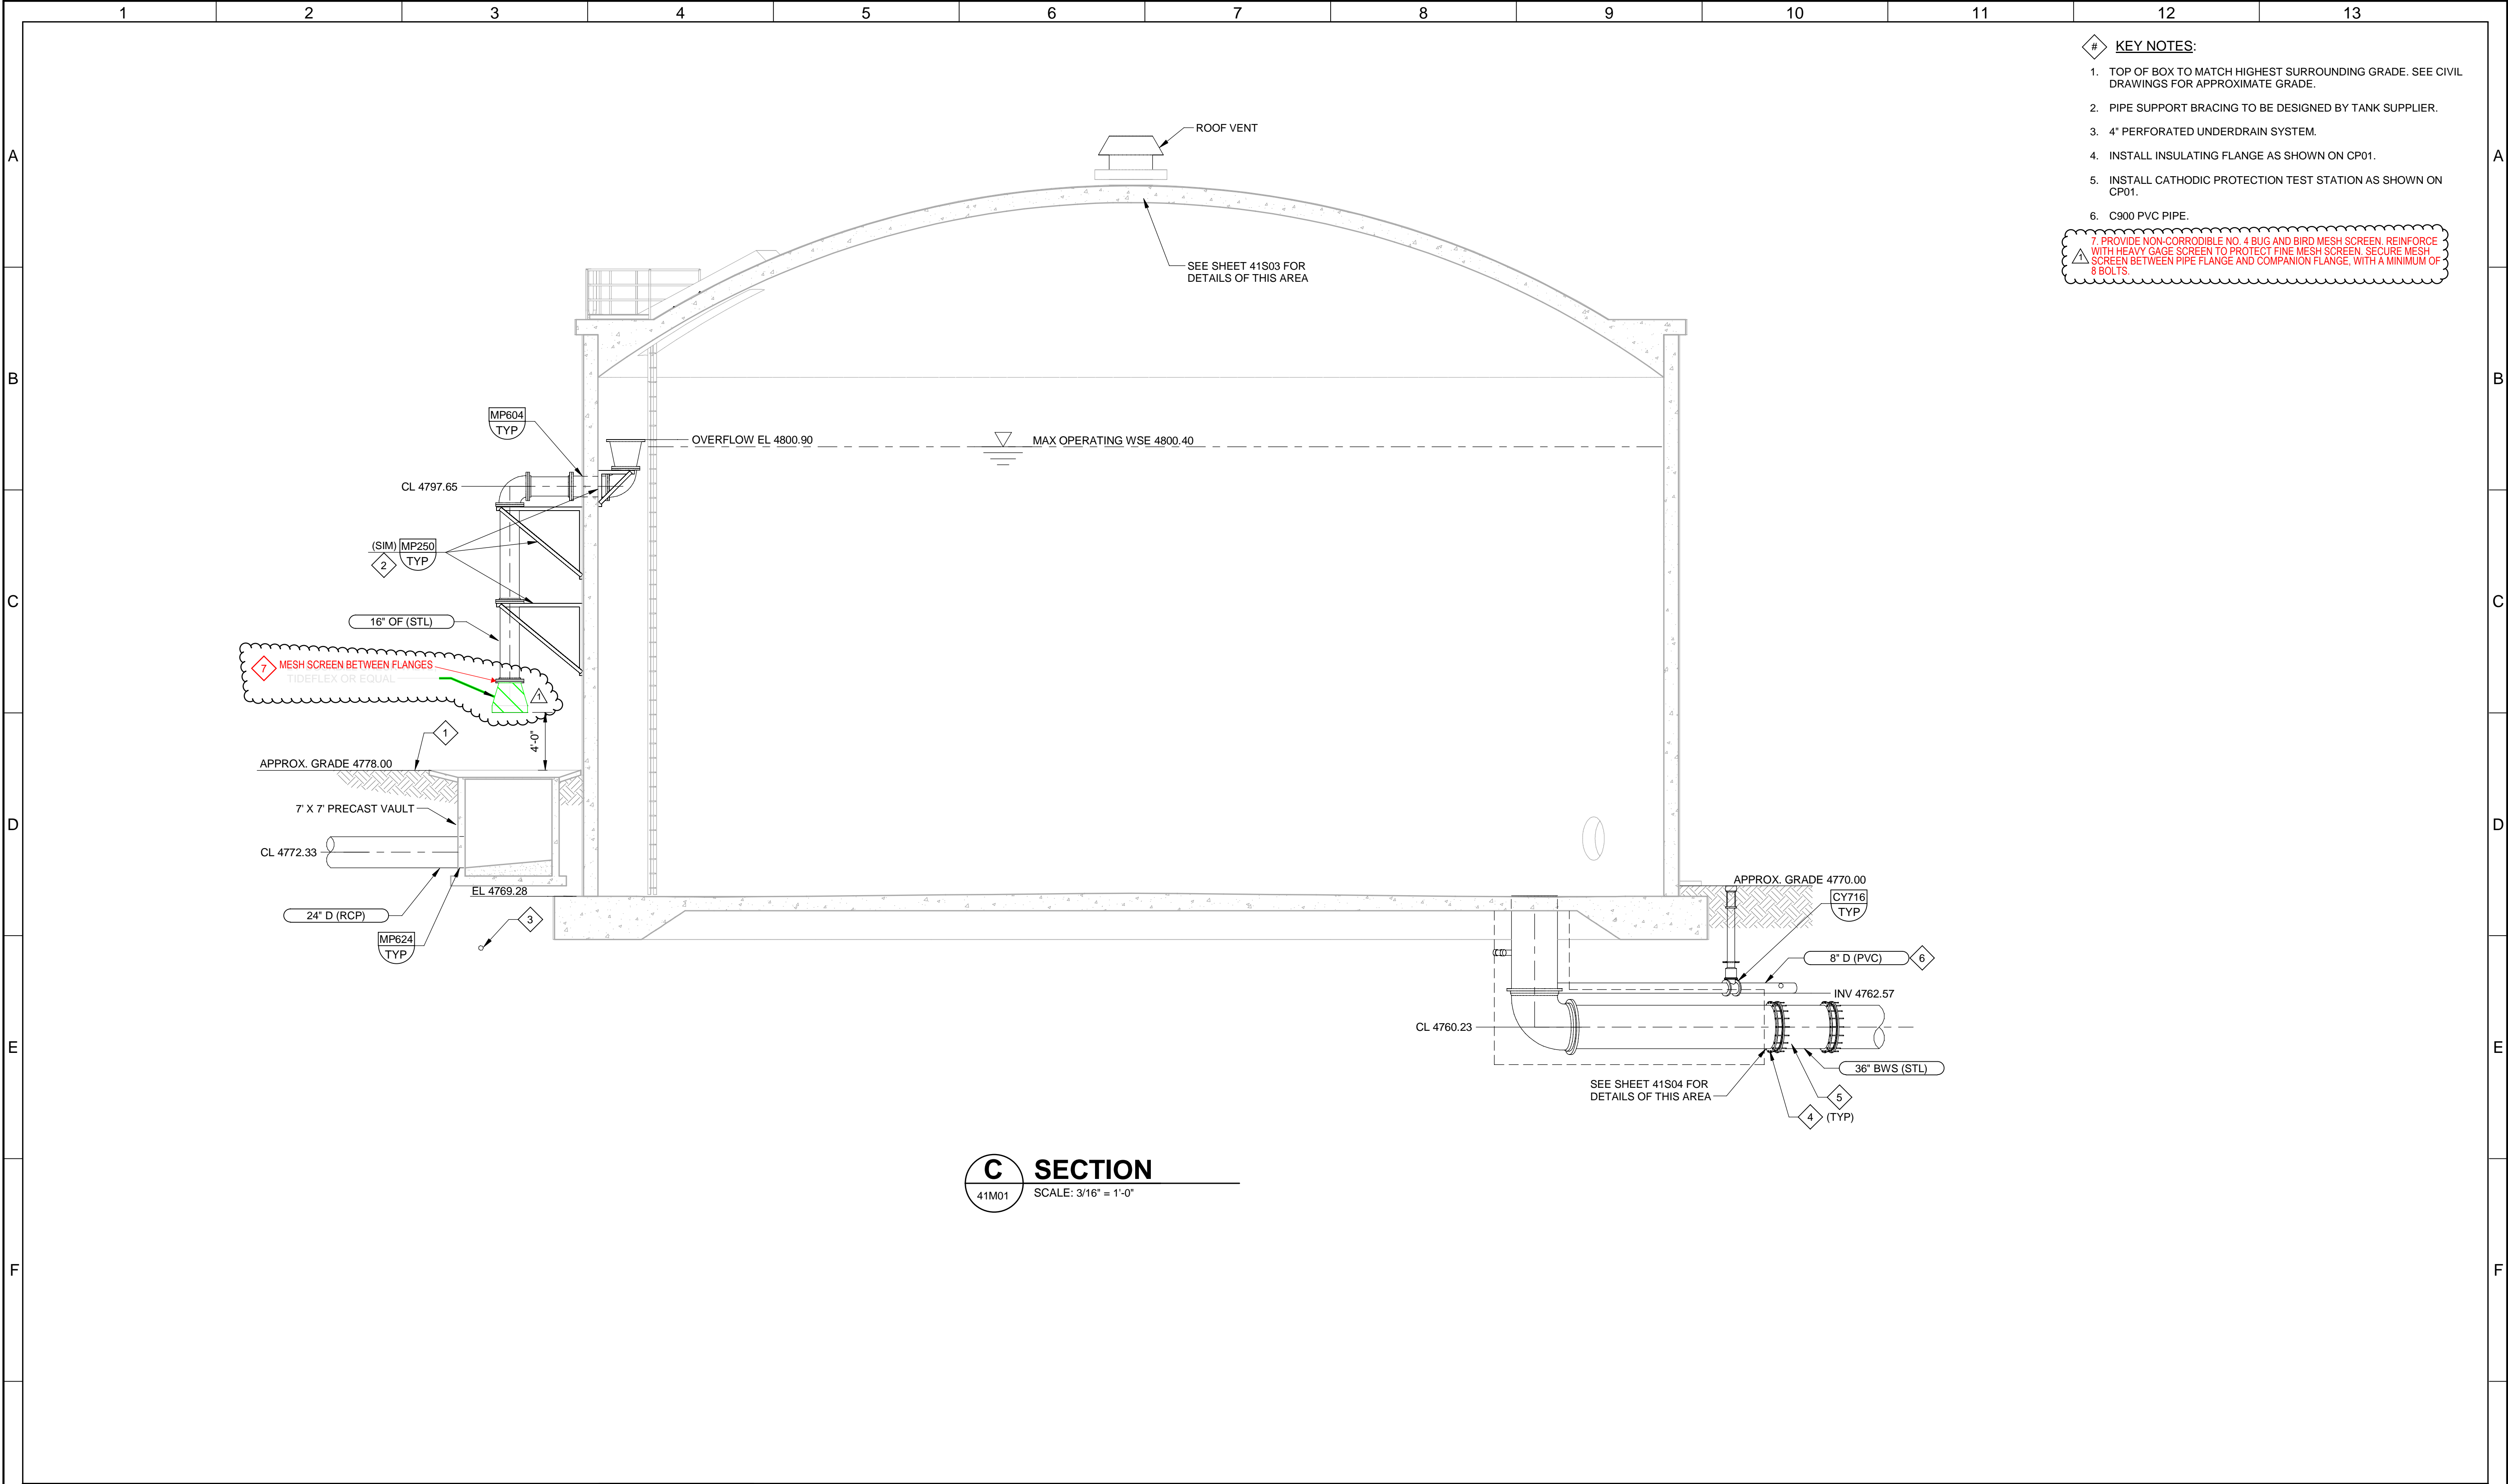 1 2 3 4 5 6 7 8 9 10 11 12 13
# KEY NOTES:
1. TOP OF BOX TO MATCH HIGHEST SURROUNDING GRADE. SEE CIVIL
DRAWINGS FOR APPROXIMATE GRADE.
2. PIPE SUPPORT BRACING TO BE DESIGNED BY TANK SUPPLIER.
3. 4" PERFORATED UNDERDRAIN SYSTEM.
4. INSTALL INSULATING FLANGE AS SHOWN ON CP01.
5. INSTALL CATHODIC PROTECTION TEST STATION AS SHOWN ON
CP01.
6. C900 PVC PIPE.
7. PROVIDE NON-CORRODIBLE NO. 4 BUG AND BIRD MESH SCREEN, REINFORCE
WITH HEAVY GAGE SCREEN TO PROTECT FINE MESH SCREEN. SECURE MESH
SCREEN BETWEEN PIPE FLANGE AND COMPANION FLANGE, WITH A MINIMUM OF
8 BOLTS.
1
A
A
ROOF VENT
SEE SHEET 41S03 FOR
DETAILS OF THIS AREA
B
B
MP604
TYP
OVERFLOW EL 4800.90
MAX OPERATING WSE 4800.40
CL 4797.65
(SIM) MP250
TYP
2
C
C
16" OF (STL)
7 MESH SCREEN BETWEEN FLANGES
TIDEFLEX OR EQUAL
1
1
4'-0"
APPROX. GRADE 4778.00
7' X 7' PRECAST VAULT
D
D
CL 4772.33
EL 4769.28
24" D (RCP)
3
MP624
TYP
APPROX. GRADE 4770.00
CY716
TYP
8" D (PVC) 6
INV 4762.57
CL 4760.23
E
E
36" BWS (STL)
SEE SHEET 41S04 FOR
DETAILS OF THIS AREA
5
4 (TYP)
C SECTION
41M01 SCALE: 3/16" = 1'-0"
F
F